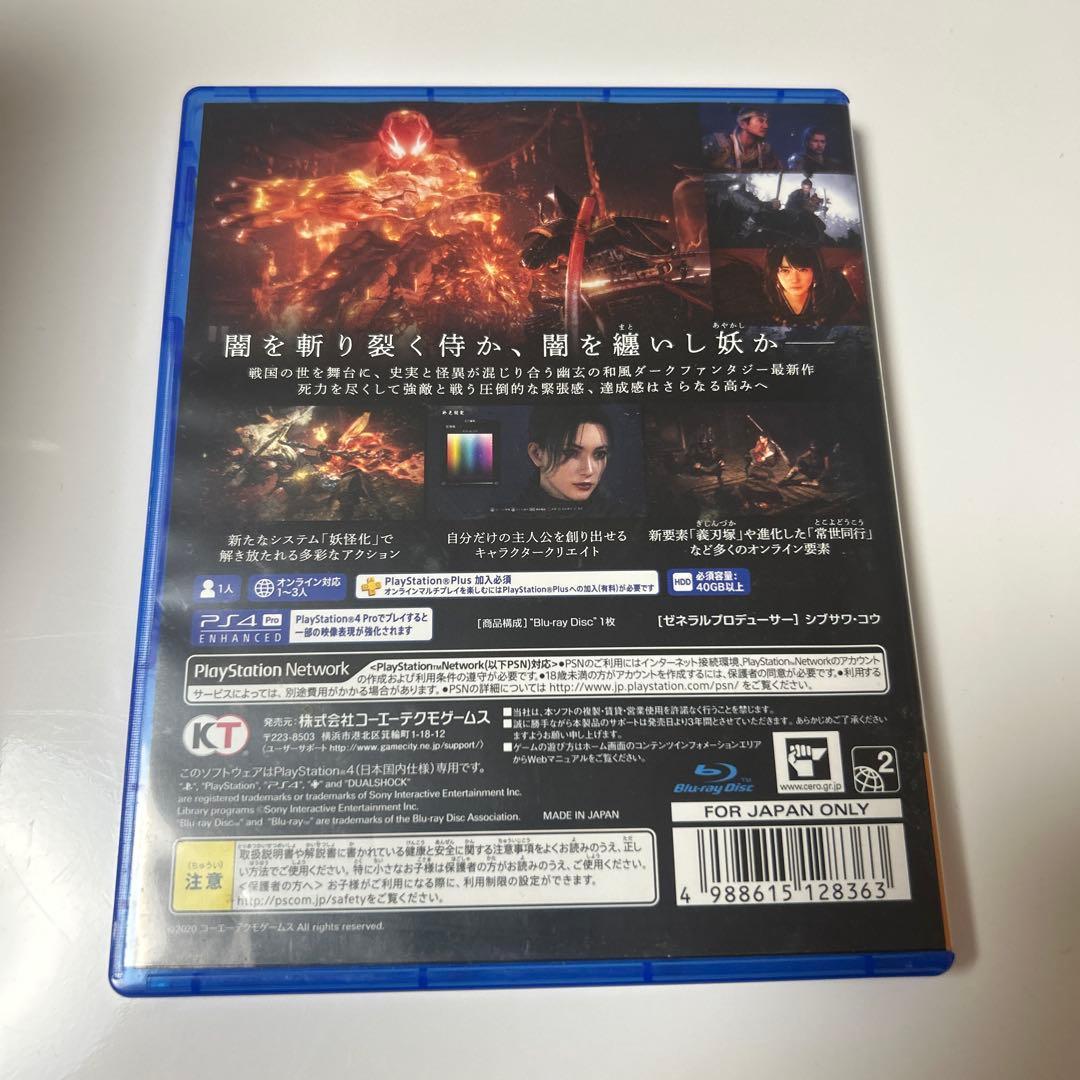 闇を斬り裂く侍か、闇を纏いし妖か――
まと
あやかし
戦国の世を舞台に、史実と怪異が混じり合う幽玄の和風ダークファンタジー最新作
死力を尽くして強敵と戦う圧倒的な緊張感、達成感はさらなる高みへ
新たなシステム「妖怪化」で
解き放たれる多彩なアクション
自分だけの主人公を創り出せる
キャラクタークリエイト
ぎじんづか
とこよどうこう
新要素「義刃塚」や進化した「常世同行」
など多くのオンライン要素
1人
オンライン対応
1~3人
PlayStation®Plus 加入必須
オンラインマルチプレイを楽しむにはPlayStation®Plusへの加入(有料)が必要です
HDD
必須容量:
40GB以上
PS4 Pro
ENHANCED
PlayStation®4 Proでプレイすると
一部の映像表現が強化されます
[商品構成] "Blu-ray Disc" 1枚
[ゼネラルプロデューサー] シブサワ・コウ
PlayStation Network
<PlayStation™Network(以下PSN)対応>●PSNのご利用にはインターネット接続環境、PlayStation™Networkのアカウント
の作成および利用条件の遵守が必要です。●18歳未満の方がアカウントを作成するには、保護者の同意が必要です。●利用する
サービスによっては、別途費用がかかる場合があります。●PSNの詳細については http://www.jp.playstation.com/psn/ をご覧ください。
KT
発売元: 株式会社コーエーテクモゲームス
〒223-8503 横浜市港北区箕輪町1-18-12
(ユーザーサポート http://www.gamecity.ne.jp/support/)
■当社は、本ソフトの複製・賃貸・営業使用を許諾なく行うことを禁じます。
■誠に勝手ながら本製品のサポートは発売日より3年間とさせていただきます。あらかじめご了承ください
ますようお願い申し上げます。
■ゲームの遊び方はホーム画面のコンテンツインフォメーションエリア
からWebマニュアルをご覧ください。
このソフトウェアはPlayStation®4(日本国内仕様)専用です。
"PlayStation", "PS4", and "DUALSHOCK"
are registered trademarks or trademarks of Sony Interactive Entertainment Inc.
Library programs ©Sony Interactive Entertainment Inc.
"Blu-ray Disc™" and "Blu-ray™" are trademarks of the Blu-ray Disc Association.
MADE IN JAPAN
Blu-ray Disc™
www.cero.gr.jp
2
FOR JAPAN ONLY
4 988615 128363
(ちゅうい)
注意
取扱説明書や解説書に書かれている健康と安全に関する注意事項をよくお読みのうえ、正し
い方法でご使用ください。特に小さなお子様は保護者の方がお読みのうえ、ご使用ください。
<保護者の方へ> お子様がご利用になる際に、利用制限の設定ができます。
http://pscom.jp/safetyをご覧ください。
©2020 コーエーテクモゲームス All rights reserved.